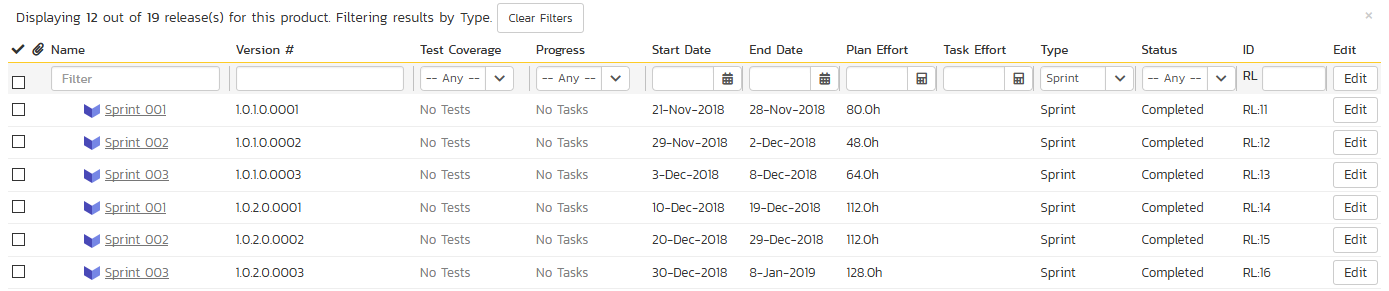 Displaying 12 out of 19 release(s) for this product. Filtering results by Type. Clear Filters ×
Name Version # Test Coverage Progress Start Date End Date Plan Effort Task Effort Type Status ID Edit
Filter -- Any -- -- Any -- Sprint -- Any -- RL Edit
Sprint 001 1.0.1.0.0001 No Tests No Tasks 21-Nov-2018 28-Nov-2018 80.0h Sprint Completed RL:11 Edit
Sprint 002 1.0.1.0.0002 No Tests No Tasks 29-Nov-2018 2-Dec-2018 48.0h Sprint Completed RL:12 Edit
Sprint 003 1.0.1.0.0003 No Tests No Tasks 3-Dec-2018 8-Dec-2018 64.0h Sprint Completed RL:13 Edit
Sprint 001 1.0.2.0.0001 No Tests No Tasks 10-Dec-2018 19-Dec-2018 112.0h Sprint Completed RL:14 Edit
Sprint 002 1.0.2.0.0002 No Tests No Tasks 20-Dec-2018 29-Dec-2018 112.0h Sprint Completed RL:15 Edit
Sprint 003 1.0.2.0.0003 No Tests No Tasks 30-Dec-2018 8-Jan-2019 128.0h Sprint Completed RL:16 Edit